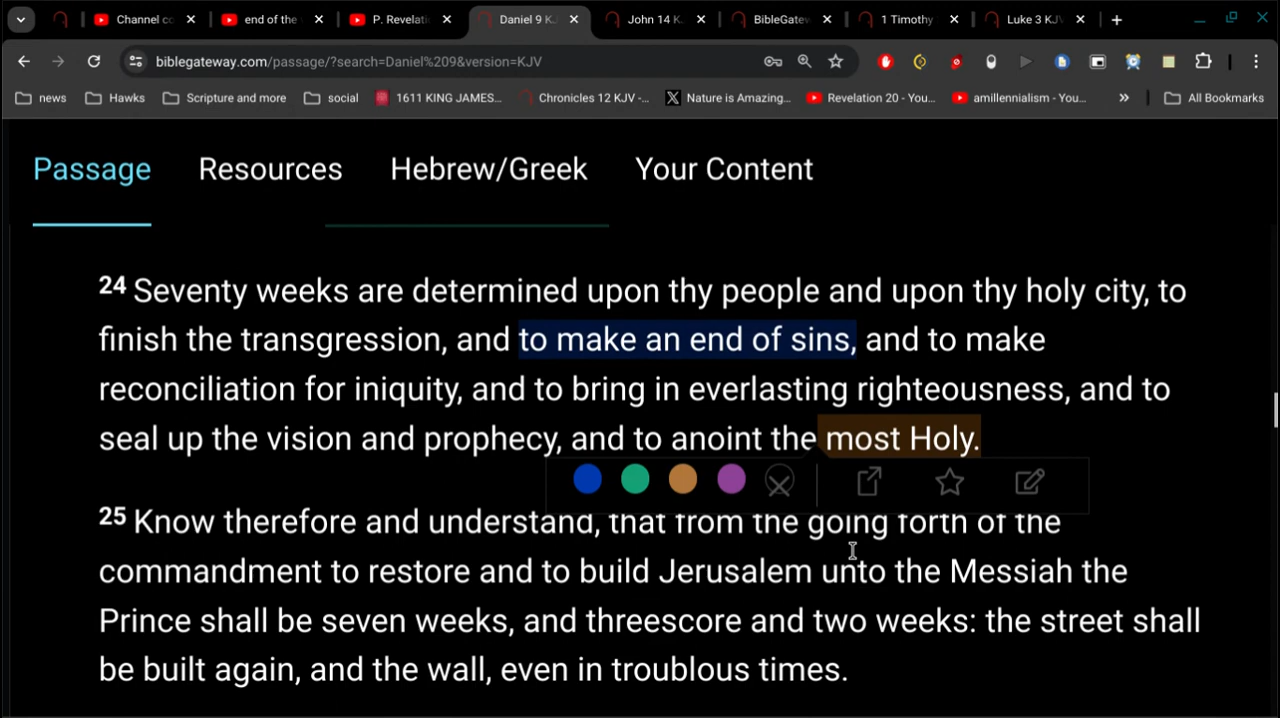 Channel cc
end of the
P. Revelati
Daniel 9 K
John 14 K
BibleGatew
1 Timothy
Luke 3 KJV
biblegateway.com/passage/?search=Daniel%209&version=KJV
news
Hawks
Scripture and more
social
1611 KING JAMES...
Chronicles 12 KJV -...
Nature is Amazing...
Revelation 20 - You...
amillennialism - You...
All Bookmarks
Passage
Resources
Hebrew/Greek
Your Content
24 Seventy weeks are determined upon thy people and upon thy holy city, to
finish the transgression, and to make an end of sins, and to make
reconciliation for iniquity, and to bring in everlasting righteousness, and to
seal up the vision and prophecy, and to anoint the most Holy.
25 Know therefore and understand, that from the going forth of the
commandment to restore and to build Jerusalem unto the Messiah the
Prince shall be seven weeks, and threescore and two weeks: the street shall
be built again, and the wall, even in troublous times.